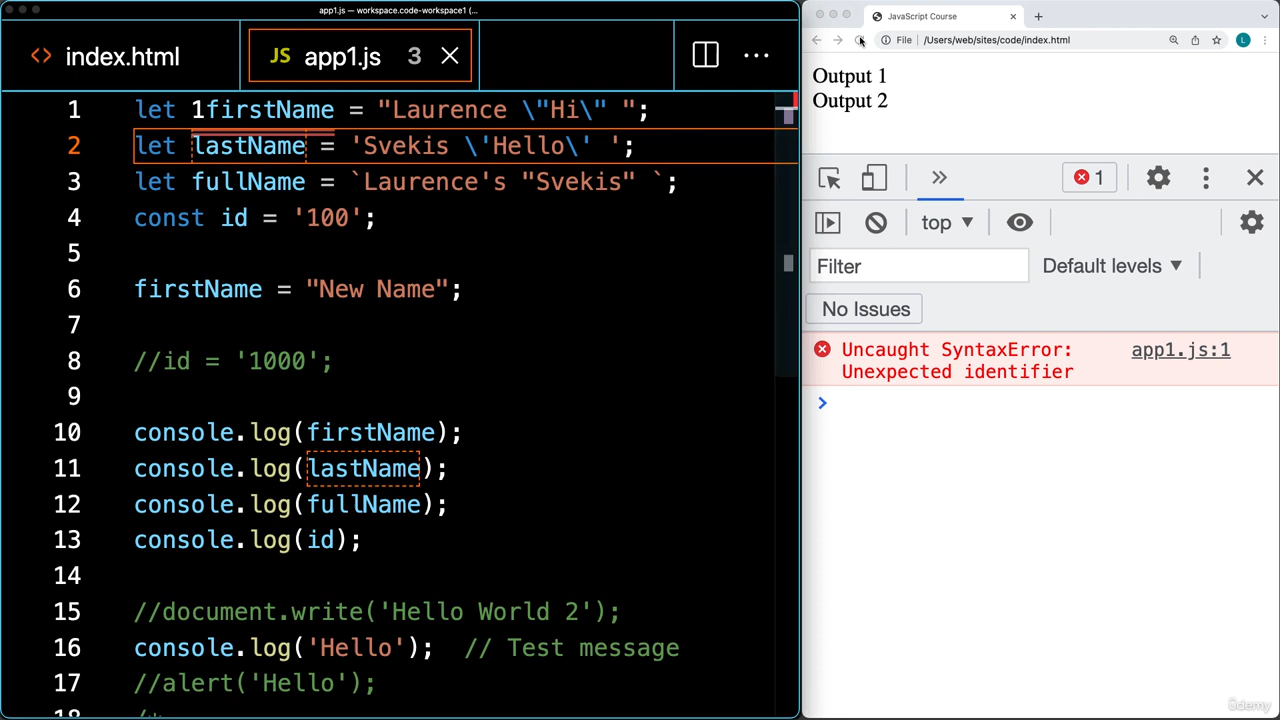 app1.js — workspace.code-workspace1 (...
index.html
JS app1.js 3
1 let 1firstName = "Laurence \"Hi\" ";
2 let lastName = 'Svekis \'Hello\' ';
3 let fullName = `Laurence's "Svekis" `;
4 const id = '100';
5
6 firstName = "New Name";
7
8 //id = '1000';
9
10 console.log(firstName);
11 console.log(lastName);
12 console.log(fullName);
13 console.log(id);
14
15 //document.write('Hello World 2');
16 console.log('Hello'); // Test message
17 //alert('Hello');
18 /*
JavaScript Course
File /Users/web/sites/code/index.html L
Output 1
Output 2
1
top
Filter Default levels
No Issues
Uncaught SyntaxError: app1.js:1
Unexpected identifier
ûdemy